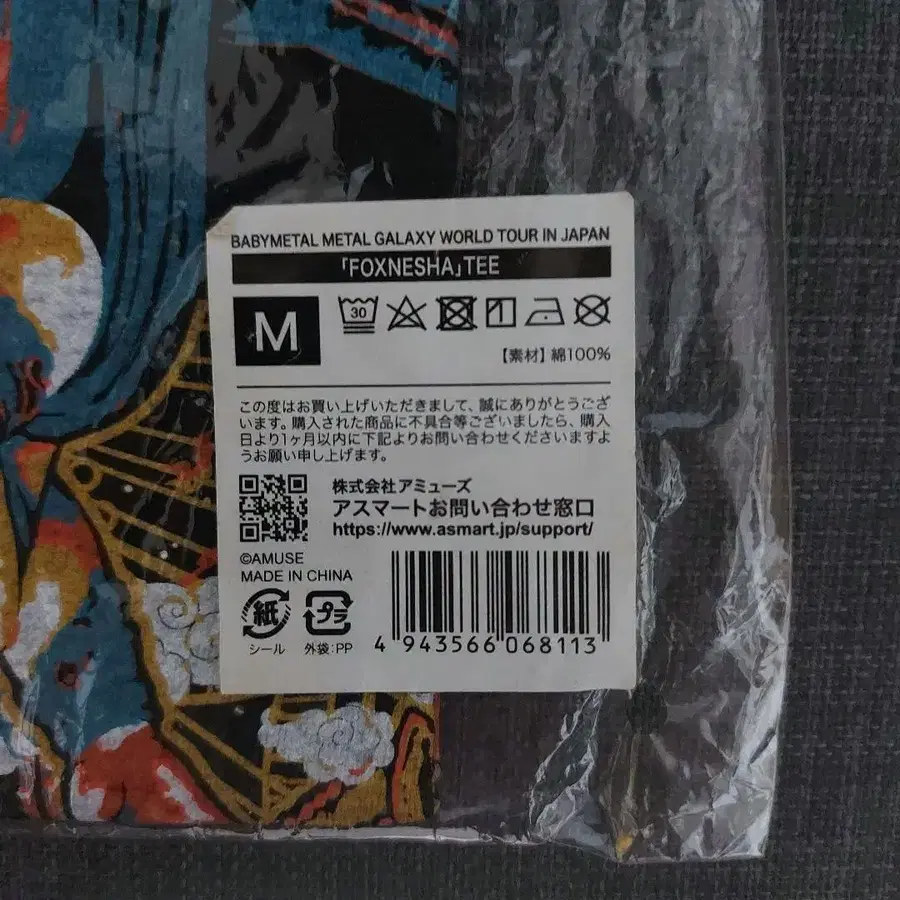 BABYMETAL METAL GALAXY WORLD TOUR IN JAPAN
「FOXNESHA」TEE
M
30
【素材】綿100%
この度はお買い上げいただきまして、誠にありがとうござ
います。購入された商品に不具合等ございましたら、購入
日より1ヶ月以内に下記よりお問い合わせくださいますよ
うお願い申し上げます。
株式会社アミューズ
アスマートお問い合わせ窓口
https://www.asmart.jp/support/
©AMUSE
MADE IN CHINA
紙
プラ
シール
外袋:PP
4 943566 068113